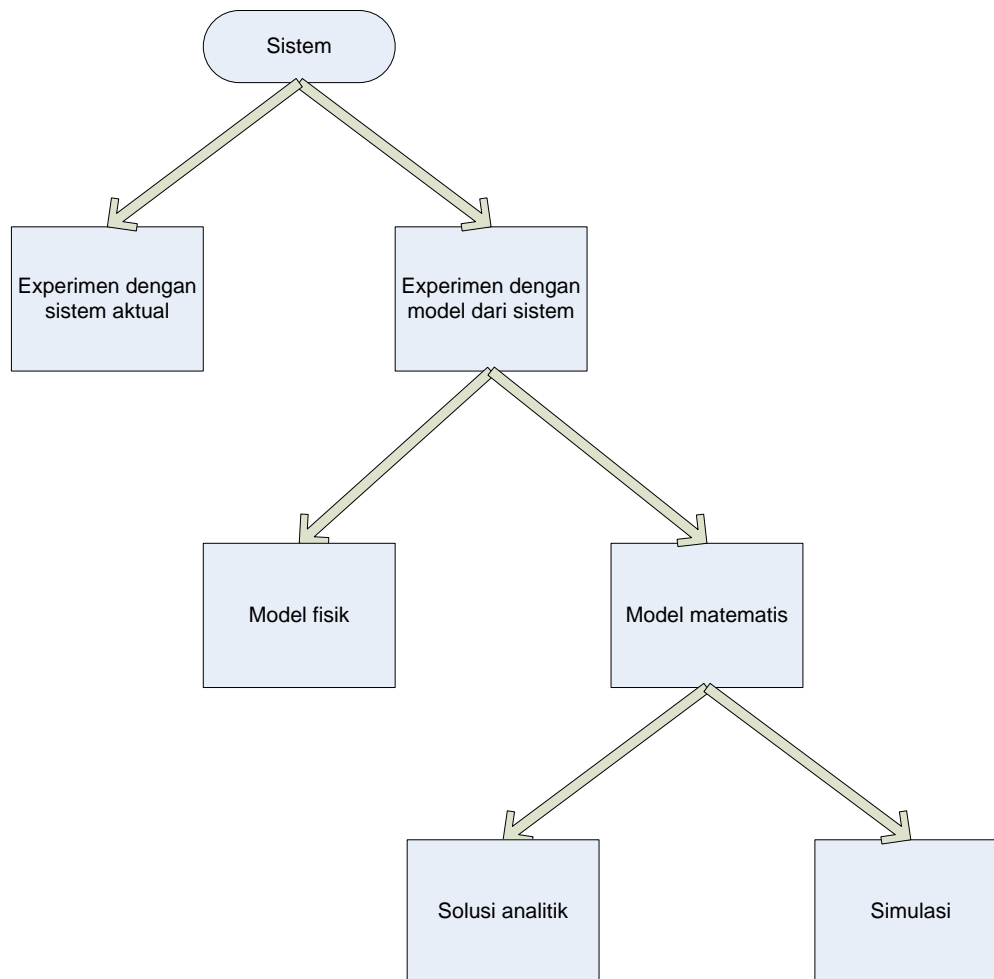 Sistem
Experimen dengan
sistem aktual
Experimen dengan
model dari sistem
Model fisik
Model matematis
Solusi analitik
Simulasi